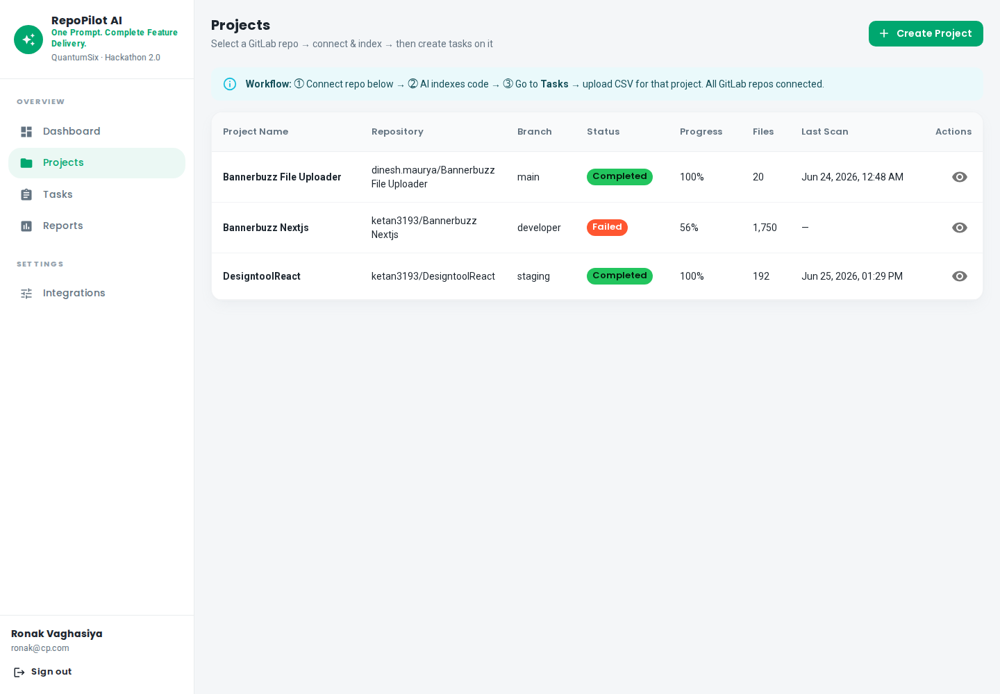 RepoPilot AI
One Prompt. Complete Feature
Delivery.
QuantumSix · Hackathon 2.0
OVERVIEW
Dashboard
Projects
Tasks
Reports
SETTINGS
Integrations
Ronak Vaghasiya
ronak@cp.com
Sign out
Projects
Select a GitLab repo → connect & index → then create tasks on it
Create Project
Workflow: ① Connect repo below → ② AI indexes code → ③ Go to Tasks → upload CSV for that project. All GitLab repos connected.
Project Name Repository Branch Status Progress Files Last Scan Actions
Bannerbuzz File Uploader dinesh.maurya/Bannerbuzz File Uploader main Completed 100% 20 Jun 24, 2026, 12:48 AM
Bannerbuzz Nextjs ketan3193/Bannerbuzz Nextjs developer Failed 56% 1,750 —
DesigntoolReact ketan3193/DesigntoolReact staging Completed 100% 192 Jun 25, 2026, 01:29 PM